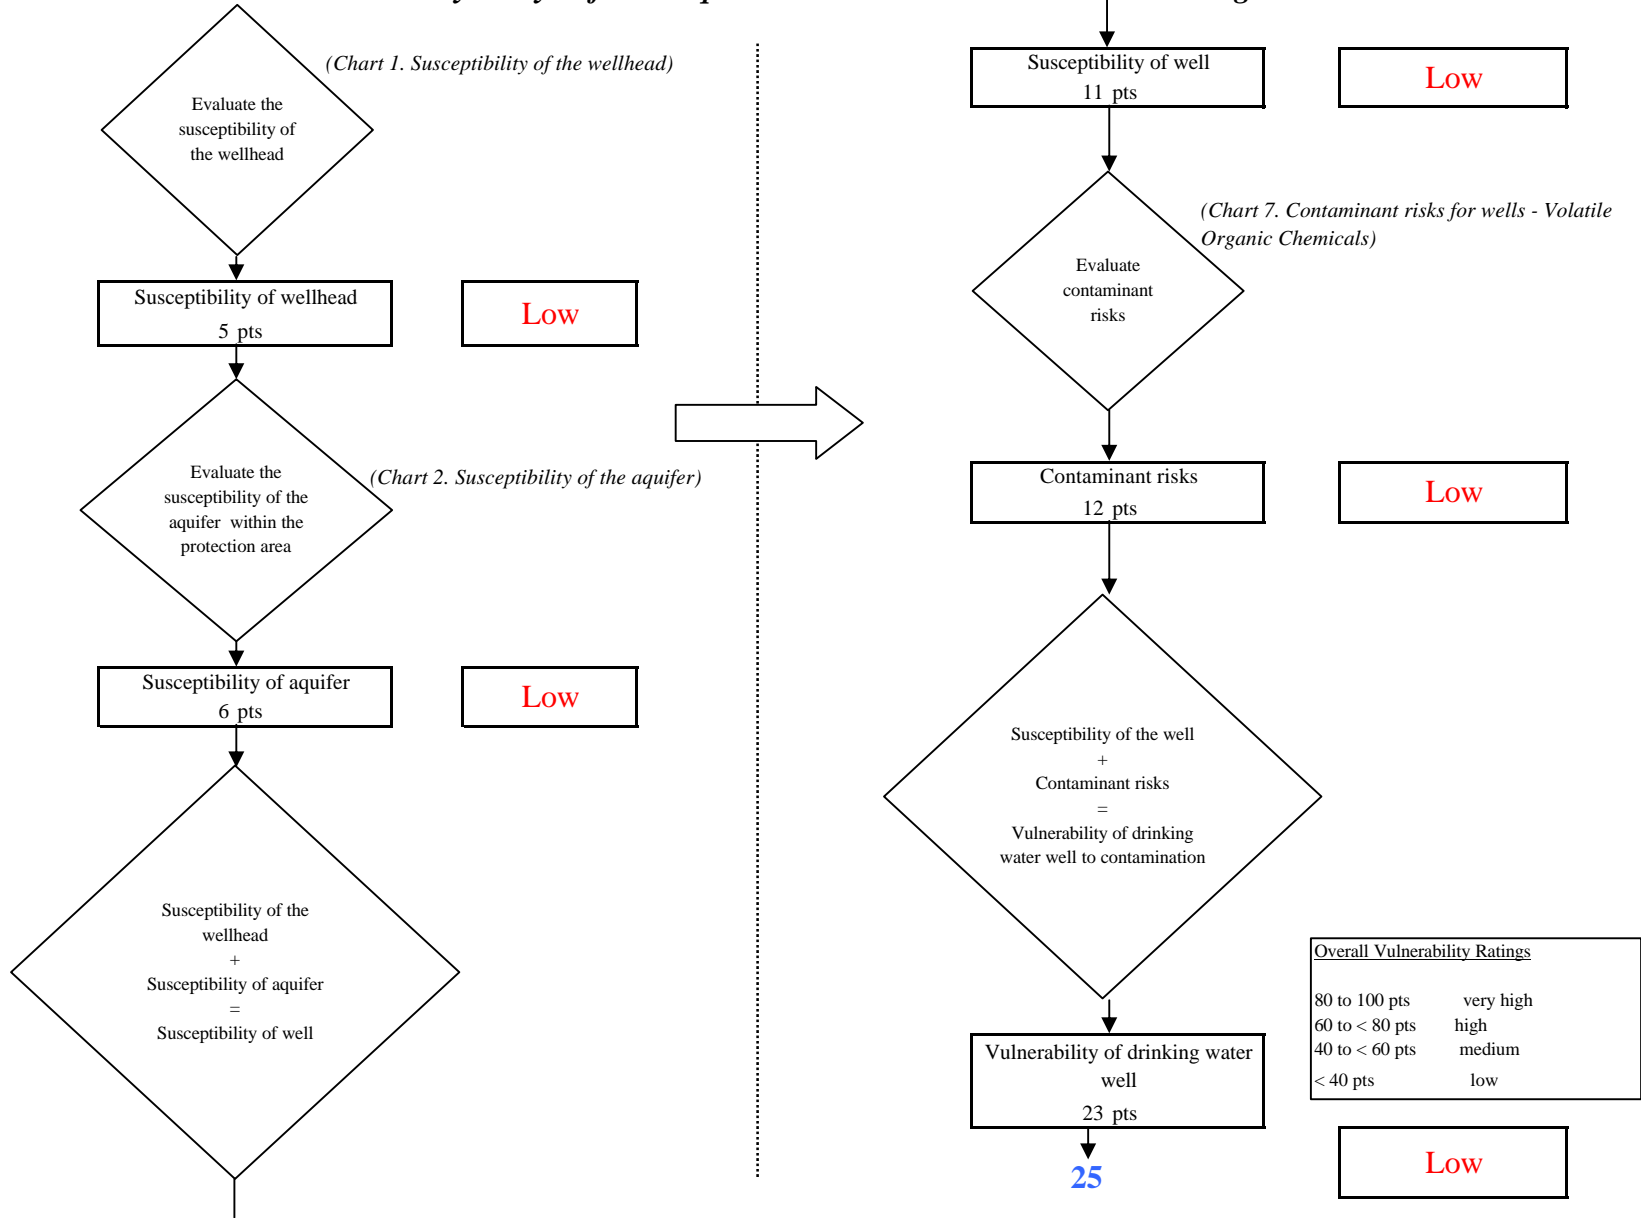 (Chart 1. Susceptibility of the wellhead)
Evaluate the
susceptibility of
the wellhead
Susceptibility of wellhead
5 pts
Low
Evaluate the
susceptibility of the
aquifer within the
protection area
(Chart 2. Susceptibility of the aquifer)
Susceptibility of aquifer
6 pts
Low
Susceptibility of the
wellhead
+
Susceptibility of aquifer
=
Susceptibility of well
Susceptibility of well
11 pts
Low
(Chart 7. Contaminant risks for wells - Volatile
Organic Chemicals)
Evaluate
contaminant
risks
Contaminant risks
12 pts
Low
Susceptibility of the well
+
Contaminant risks
=
Vulnerability of drinking
water well to contamination
Overall Vulnerability Ratings
80 to 100 pts very high
60 to < 80 pts high
40 to < 60 pts medium
< 40 pts low
Vulnerability of drinking water
well
23 pts
25
Low